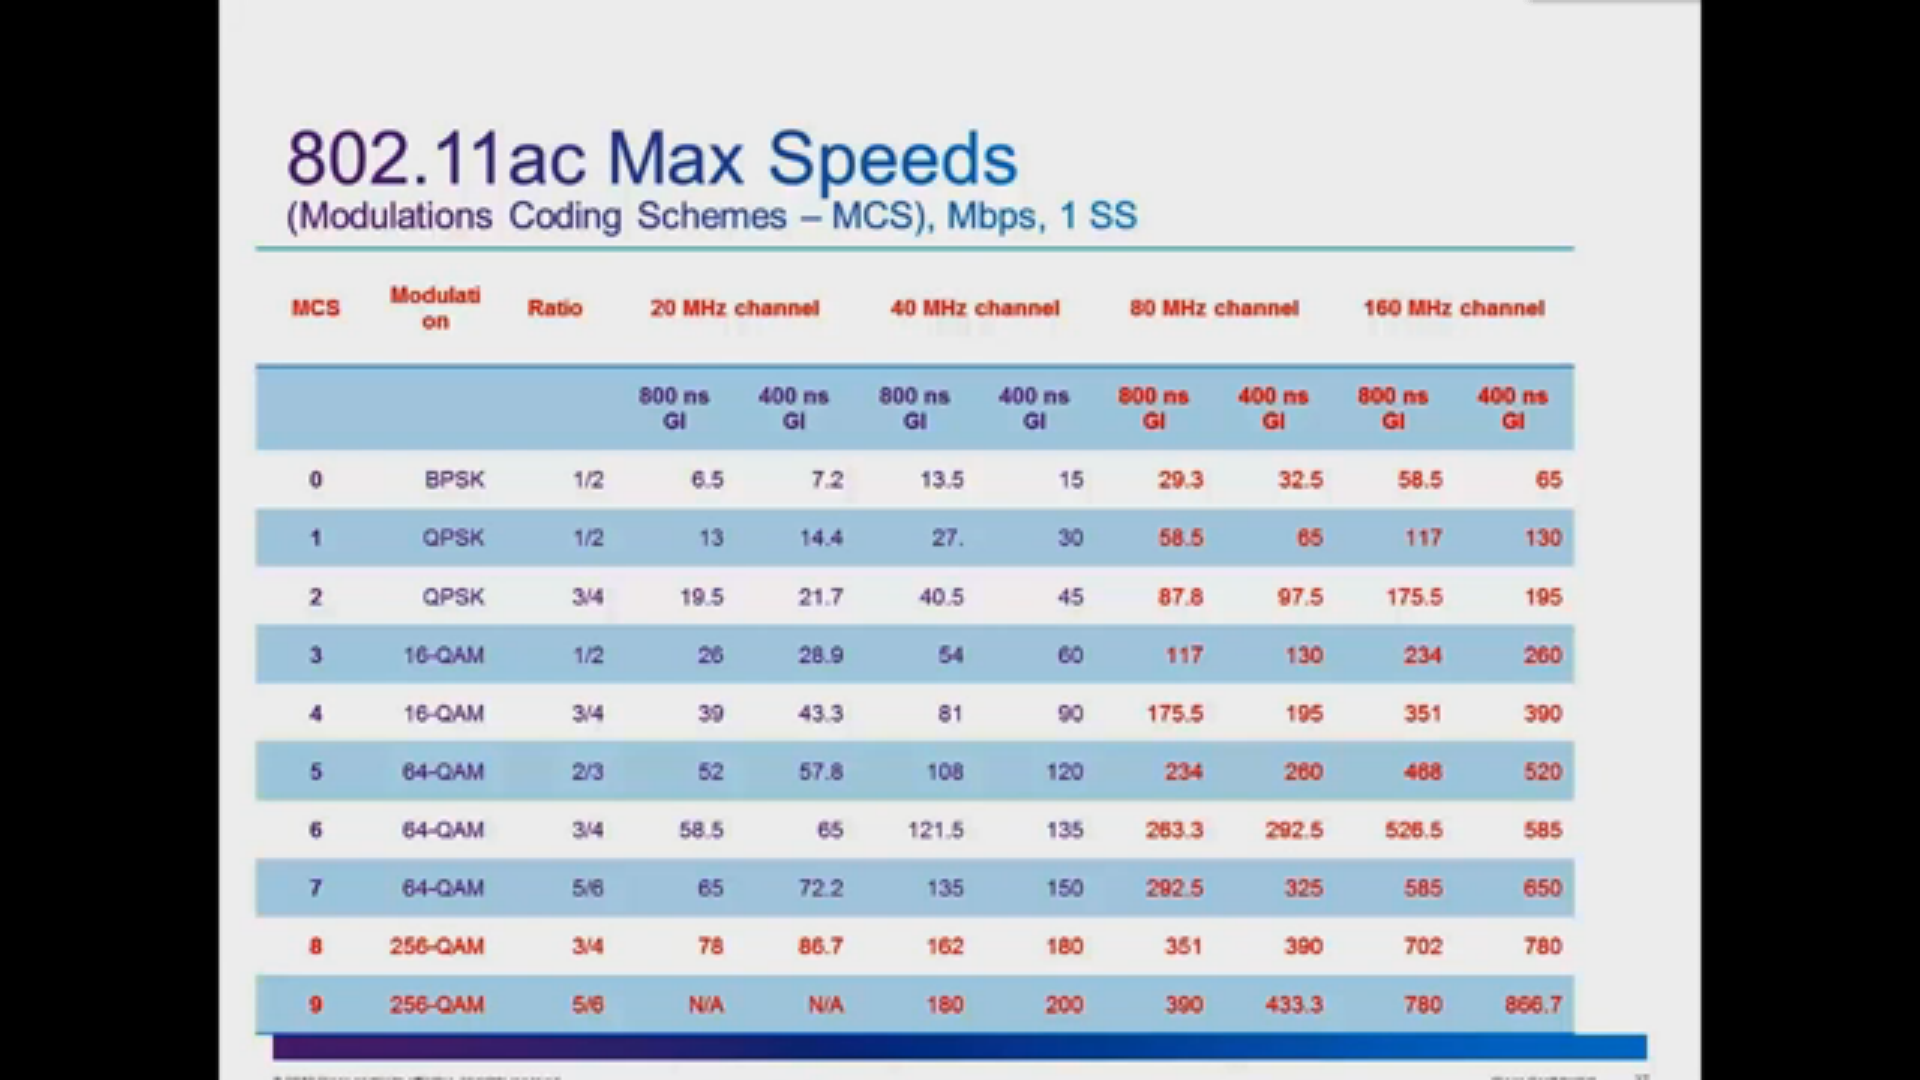 802.11ac Max Speeds
(Modulations Coding Schemes – MCS), Mbps, 1 SS
MCS Modulati on Ratio 20 MHz channel 40 MHz channel 80 MHz channel 160 MHz channel
800 ns GI 400 ns GI 800 ns GI 400 ns GI 800 ns GI 400 ns GI 800 ns GI 400 ns GI
0 BPSK 1/2 6.5 7.2 13.5 15 29.3 32.5 58.5 65
1 QPSK 1/2 13 14.4 27. 30 58.5 65 117 130
2 QPSK 3/4 19.5 21.7 40.5 45 87.8 97.5 175.5 195
3 16-QAM 1/2 26 28.9 54 60 117 130 234 260
4 16-QAM 3/4 39 43.3 81 90 175.5 195 351 390
5 64-QAM 2/3 52 57.8 108 120 234 260 468 520
6 64-QAM 3/4 58.5 65 121.5 135 263.3 292.5 526.5 585
7 64-QAM 5/6 65 72.2 135 150 292.5 325 585 650
8 256-QAM 3/4 78 86.7 162 180 351 390 702 780
9 256-QAM 5/6 N/A N/A 180 200 390 433.3 780 866.7